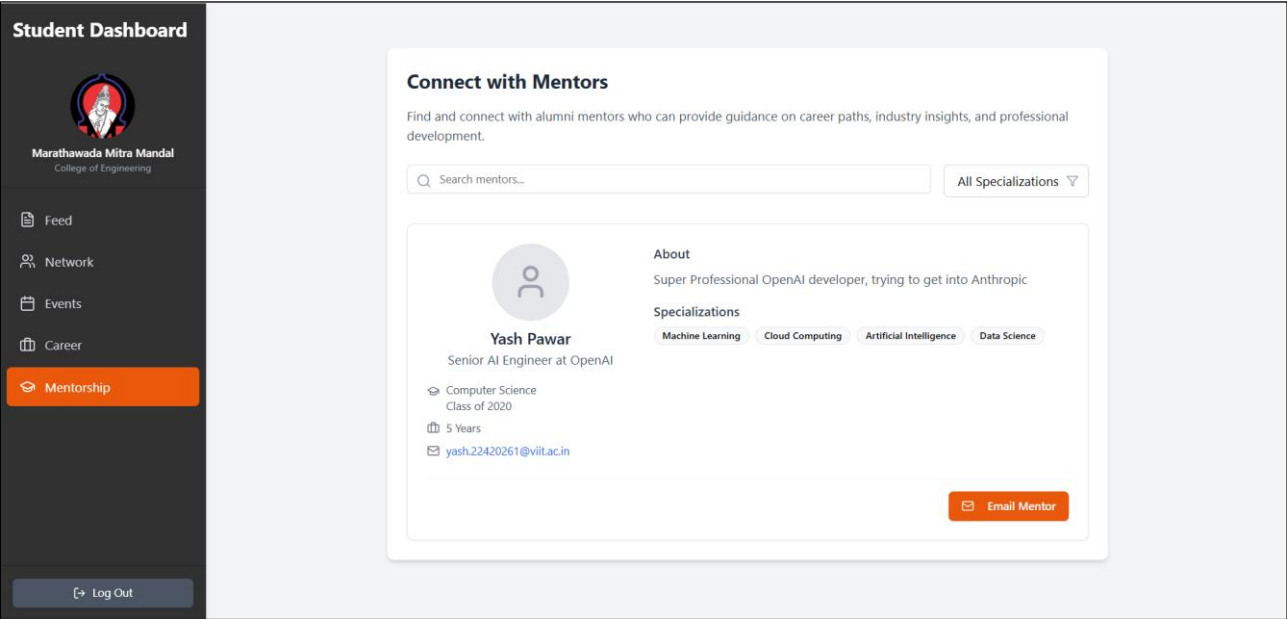 Student Dashboard
Marathawada Mitra Mandal
College of Engineering
Feed
Network
Events
Career
Mentorship
Log Out
Connect with Mentors
Find and connect with alumni mentors who can provide guidance on career paths, industry insights, and professional
development.
Search mentors...
All Specializations
Yash Pawar
Senior AI Engineer at OpenAI
Computer Science
Class of 2020
5 Years
yash.22420261@viit.ac.in
About
Super Professional OpenAI developer, trying to get into Anthropic
Specializations
Machine Learning Cloud Computing Artificial Intelligence Data Science
Email Mentor